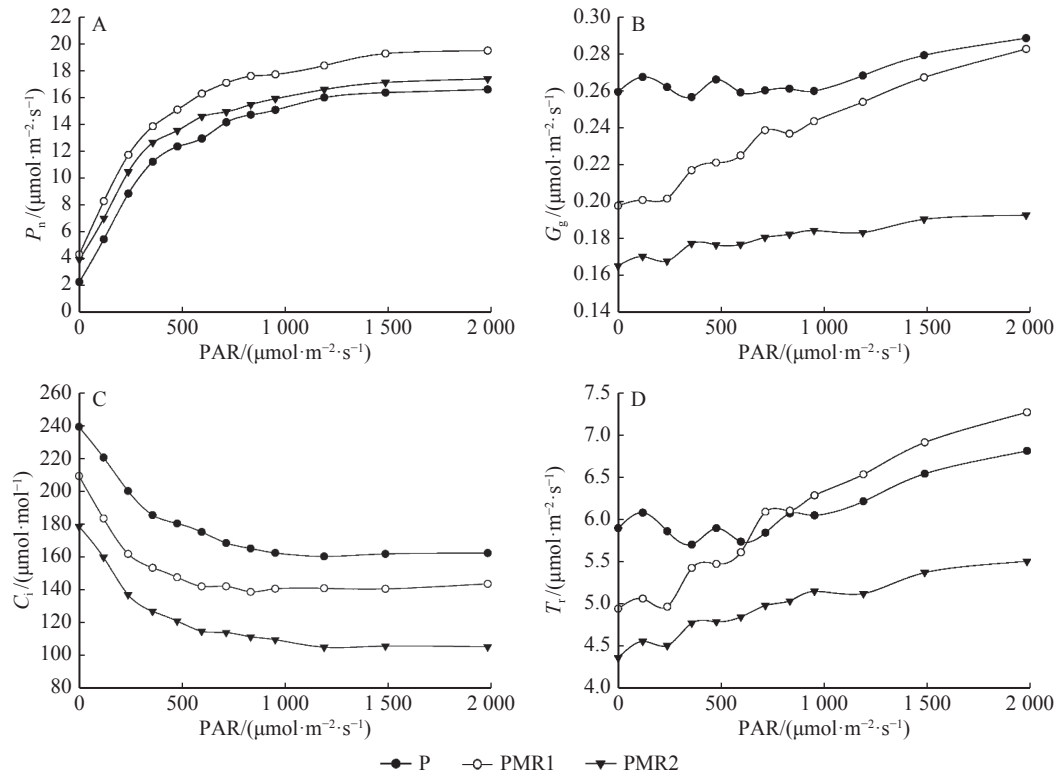 A
P_n/(μmol·m⁻²·s⁻¹)
22
20
18
16
14
12
10
8
6
4
2
0
0 500 1 000 1 500 2 000
PAR/(μmol·m⁻²·s⁻¹)
B
G_g/(μmol·m⁻²·s⁻¹)
0.30
0.28
0.26
0.24
0.22
0.20
0.18
0.16
0.14
0 500 1 000 1 500 2 000
PAR/(μmol·m⁻²·s⁻¹)
C
C_i/(μmol·mol⁻¹)
260
240
220
200
180
160
140
120
100
80
0 500 1 000 1 500 2 000
PAR/(μmol·m⁻²·s⁻¹)
D
T_r/(μmol·m⁻²·s⁻¹)
7.5
7.0
6.5
6.0
5.5
5.0
4.5
4.0
0 500 1 000 1 500 2 000
PAR/(μmol·m⁻²·s⁻¹)
P PMR1 PMR2